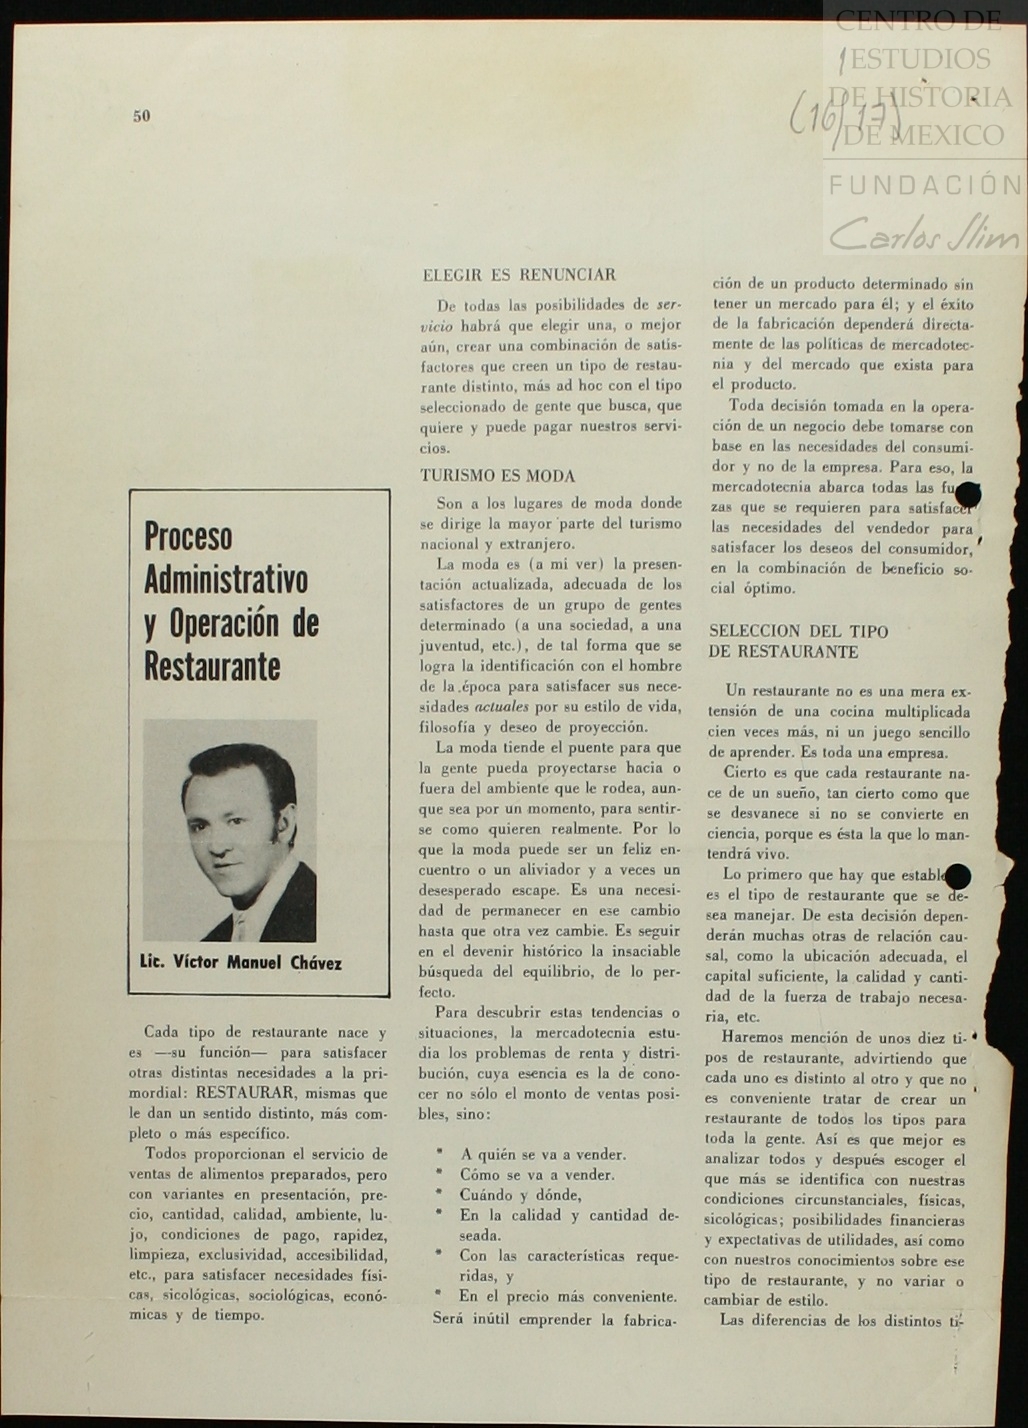 CENTRO DE
ESTUDIOS
DE HISTORIA
DE MEXICO
FUNDACIÓN
Carlos Slim
(16/17)
50
Proceso
Administrativo
y Operación de
Restaurante
Lic. Víctor Manuel Chávez
Cada tipo de restaurante nace y
es —su función— para satisfacer
otras distintas necesidades a la pri-
mordial: RESTAURAR, mismas que
le dan un sentido distinto, más com-
pleto o más específico.
Todos proporcionan el servicio de
ventas de alimentos preparados, pero
con variantes en presentación, pre-
cio, cantidad, calidad, ambiente, lu-
jo, condiciones de pago, rapidez,
limpieza, exclusividad, accesibilidad,
etc., para satisfacer necesidades físi-
cas, sicológicas, sociológicas, econó-
micas y de tiempo.
ELEGIR ES RENUNCIAR
De todas las posibilidades de ser-
vicio habrá que elegir una, o mejor
aún, crear una combinación de satis-
factores que creen un tipo de restau-
rante distinto, más ad hoc con el tipo
seleccionado de gente que busca, que
quiere y puede pagar nuestros servi-
cios.
TURISMO ES MODA
Son a los lugares de moda donde
se dirige la mayor parte del turismo
nacional y extranjero.
La moda es (a mi ver) la presen-
tación actualizada, adecuada de los
satisfactores de un grupo de gentes
determinado (a una sociedad, a una
juventud, etc.), de tal forma que se
logra la identificación con el hombre
de la época para satisfacer sus nece-
sidades actuales por su estilo de vida,
filosofía y deseo de proyección.
La moda tiende el puente para que
la gente pueda proyectarse hacia o
fuera del ambiente que le rodea, aun-
que sea por un momento, para sentir-
se como quieren realmente. Por lo
que la moda puede ser un feliz en-
cuentro o un aliviador y a veces un
desesperado escape. Es una necesi-
dad de permanecer en ese cambio
hasta que otra vez cambie. Es seguir
en el devenir histórico la insaciable
búsqueda del equilibrio, de lo per-
fecto.
Para descubrir estas tendencias o
situaciones, la mercadotecnia estu-
dia los problemas de renta y distri-
bución, cuya esencia es la de cono-
cer no sólo el monto de ventas posi-
bles, sino:
* A quién se va a vender.
* Cómo se va a vender.
* Cuándo y dónde,
* En la calidad y cantidad de-
seada.
* Con las características reque-
ridas, y
* En el precio más conveniente.
Será inútil emprender la fabrica-
ción de un producto determinado sin
tener un mercado para él; y el éxito
de la fabricación dependerá directa-
mente de las políticas de mercadotec-
nia y del mercado que exista para
el producto.
Toda decisión tomada en la opera-
ción de un negocio debe tomarse con
base en las necesidades del consumi-
dor y no de la empresa. Para eso, la
mercadotecnia abarca todas las fu
zas que se requieren para satisfacer
las necesidades del vendedor para
satisfacer los deseos del consumidor,
en la combinación de beneficio so-
cial óptimo.
SELECCION DEL TIPO
DE RESTAURANTE
Un restaurante no es una mera ex-
tensión de una cocina multiplicada
cien veces más, ni un juego sencillo
de aprender. Es toda una empresa.
Cierto es que cada restaurante na-
ce de un sueño, tan cierto como que
se desvanece si no se convierte en
ciencia, porque es ésta la que lo man-
tendrá vivo.
Lo primero que hay que estable
es el tipo de restaurante que se de-
sea manejar. De esta decisión depen-
derán muchas otras de relación cau-
sal, como la ubicación adecuada, el
capital suficiente, la calidad y canti-
dad de la fuerza de trabajo necesa-
ria, etc.
Haremos mención de unos diez ti-
pos de restaurante, advirtiendo que
cada uno es distinto al otro y que no
es conveniente tratar de crear un
restaurante de todos los tipos para
toda la gente. Así es que mejor es
analizar todos y después escoger el
que más se identifica con nuestras
condiciones circunstanciales, físicas,
sicológicas; posibilidades financieras
y expectativas de utilidades, así como
con nuestros conocimientos sobre ese
tipo de restaurante, y no variar o
cambiar de estilo.
Las diferencias de los distintos ti-